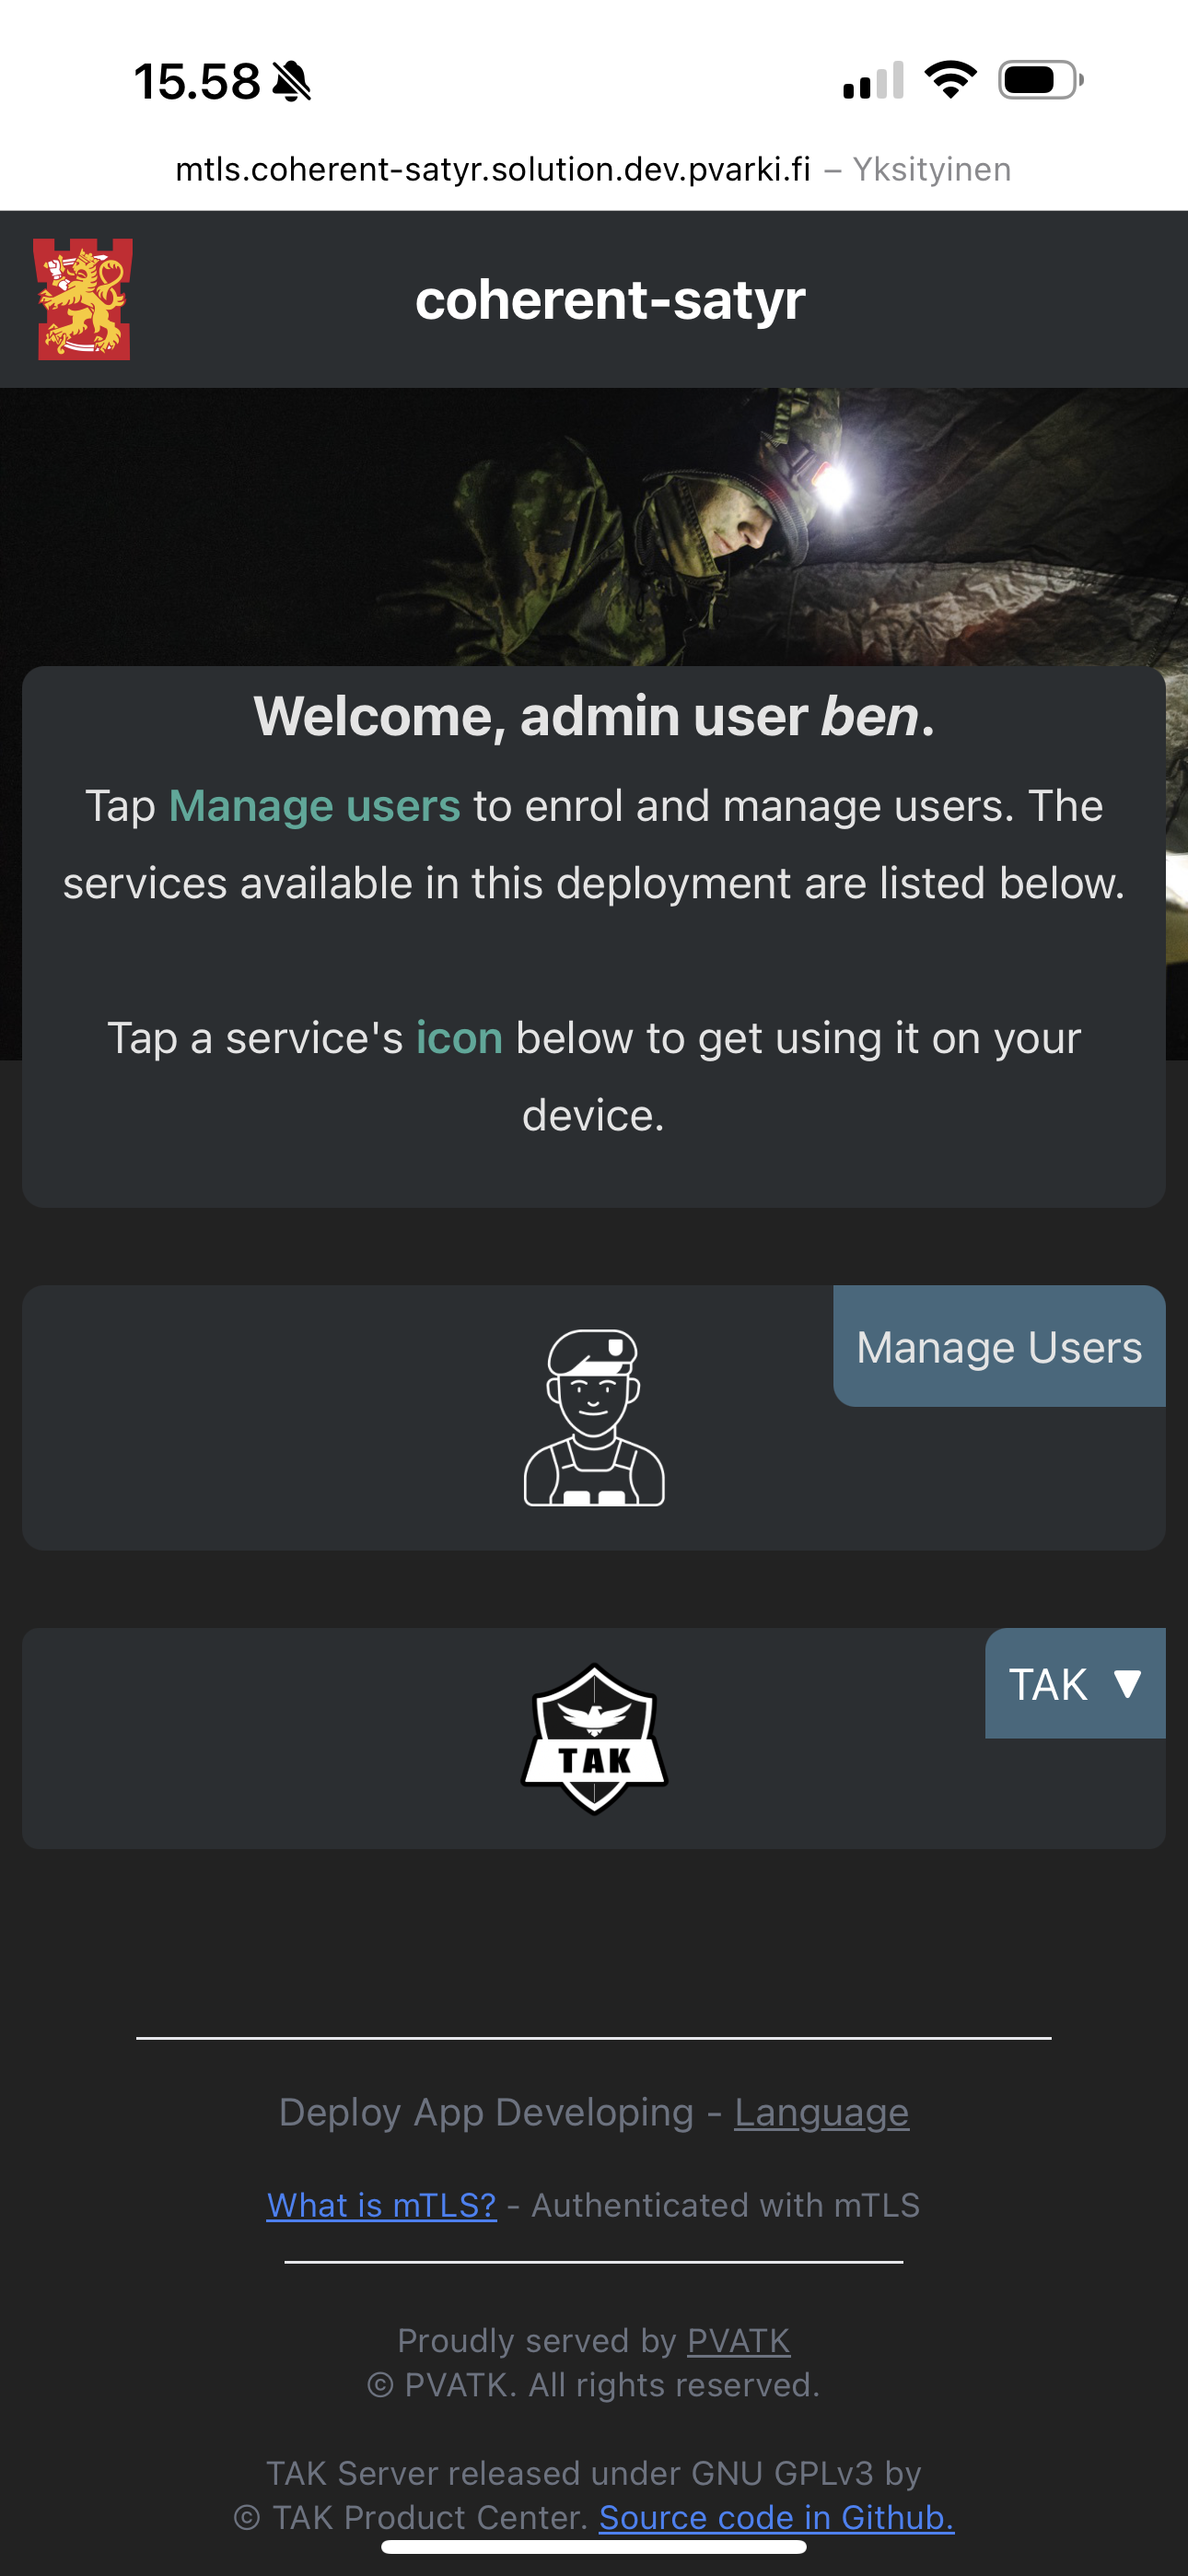 15.58
mtls.coherent-satyr.solution.dev.pvarki.fi – Yksityinen
coherent-satyr
Welcome, admin user ben.
Tap Manage users to enrol and manage users. The
services available in this deployment are listed below.
Tap a service's icon below to get using it on your
device.
Manage Users
TAK ▼
TAK
Deploy App Developing - Language
What is mTLS? - Authenticated with mTLS
Proudly served by PVATK
© PVATK. All rights reserved.
TAK Server released under GNU GPLv3 by
© TAK Product Center. Source code in Github.